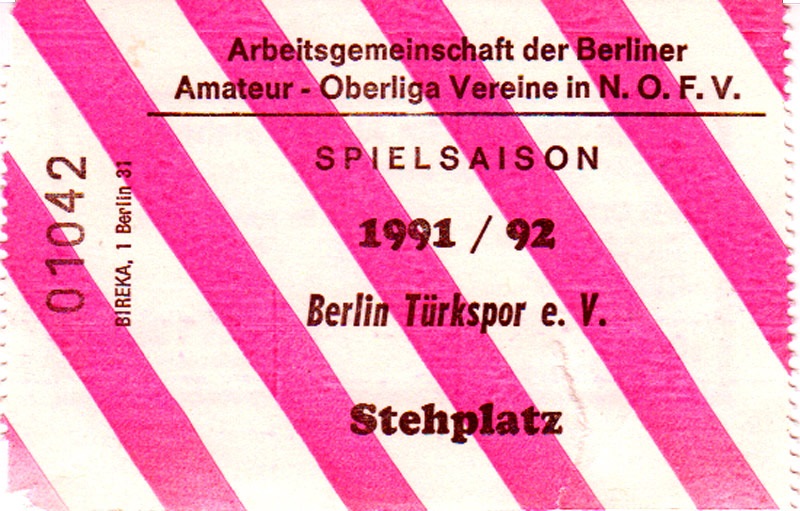 Arbeitsgemeinschaft der Berliner
Amateur - Oberliga Vereine in N. O. F. V.
SPIELSAISON
1991 / 92
Berlin Türkspor e. V.
Stehplatz
01042
BIREKA, 1 Berlin 31